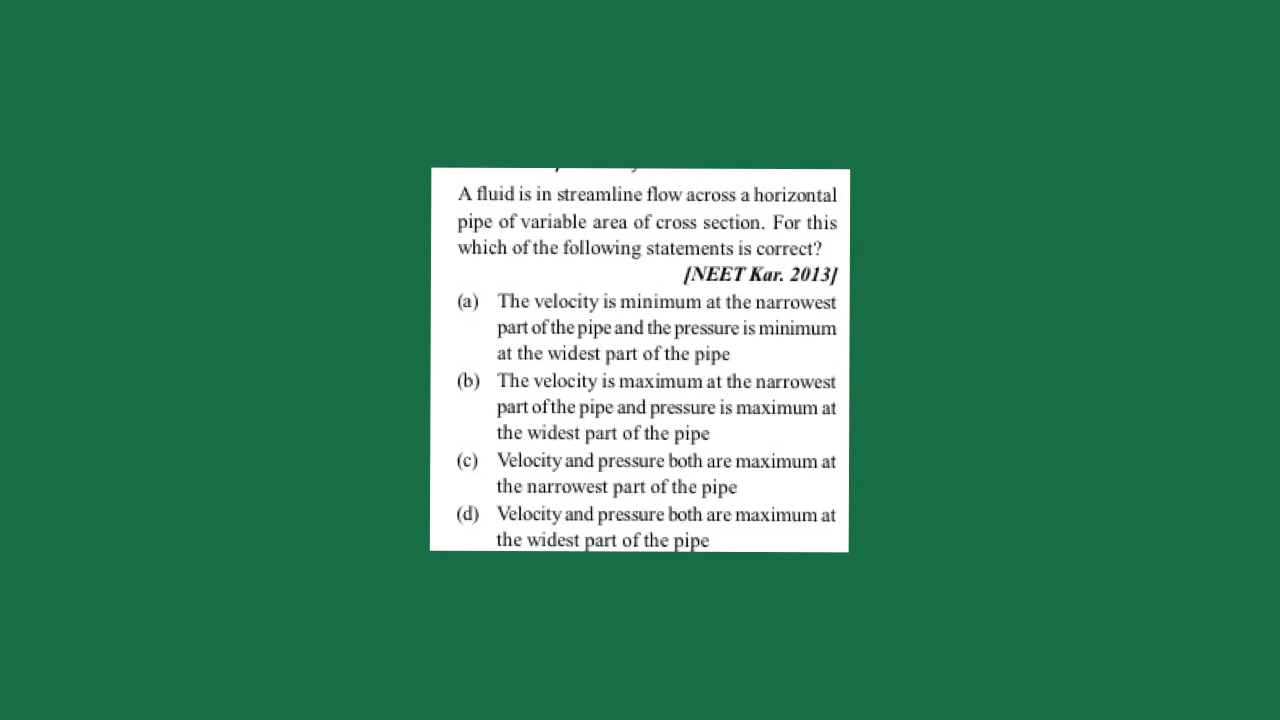 A fluid is in streamline flow across a horizontal
pipe of variable area of cross section. For this
which of the following statements is correct?
[NEET Kar. 2013]
(a) The velocity is minimum at the narrowest
part of the pipe and the pressure is minimum
at the widest part of the pipe
(b) The velocity is maximum at the narrowest
part of the pipe and pressure is maximum at
the widest part of the pipe
(c) Velocity and pressure both are maximum at
the narrowest part of the pipe
(d) Velocity and pressure both are maximum at
the widest part of the pipe